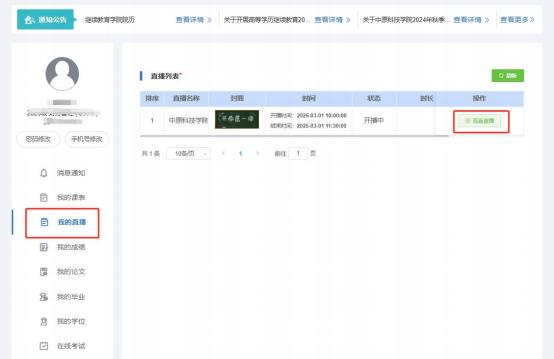 通知公告 继续教育学院院历 查看详情 关于开展高等学历继续教育20... 查看详情 关于中原科技学院2024年秋季... 查看详情 查看更多
密码修改 手机号修改
消息通知
我的课表
我的直播
我的成绩
我的论文
我的毕业
我的学位
在线考试
直播列表 刷新
排序 直播名称 封面 时间 状态 时长 操作
1 中原科技学院 开播时间: 2025-03-01 10:00:00 开播中
结束时间: 2025-03-01 11:30:00
共 1 条 10条/页 1 前往 1 页